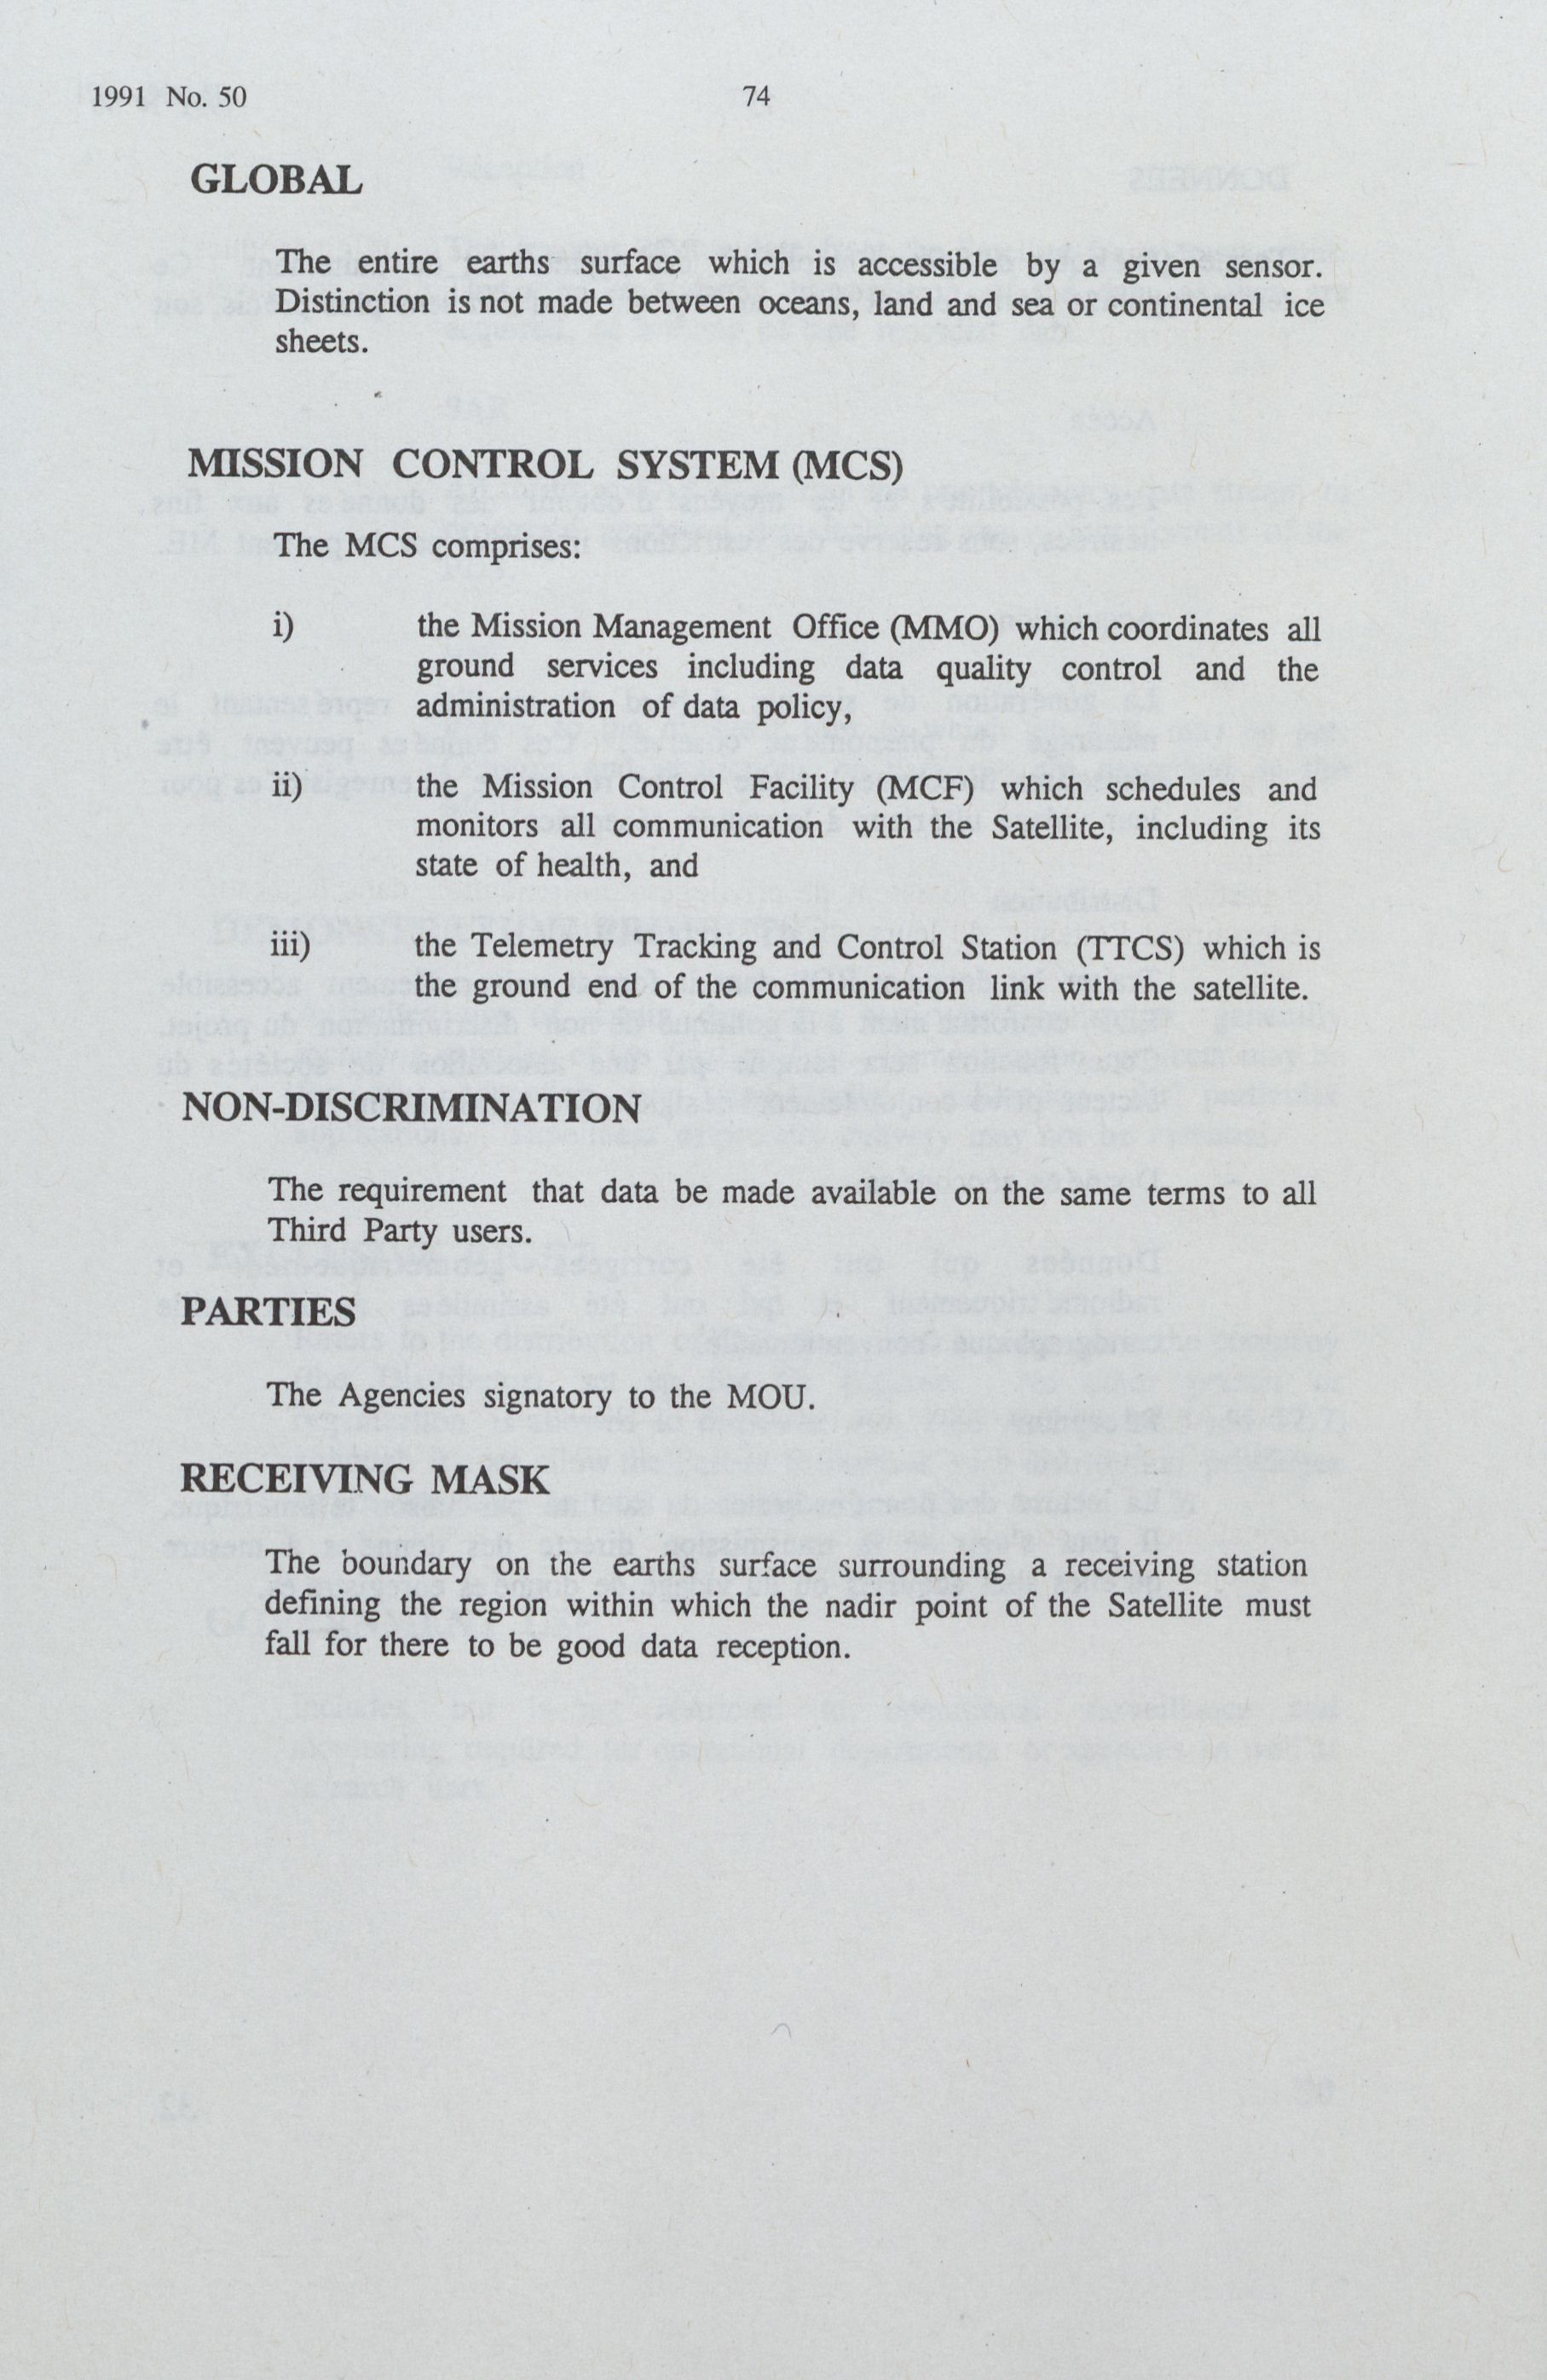 1991 No. 50
74
GLOBAL
The entire earths surface which is accessible by a given sensor.
Distinction is not made between oceans, land and sea or continental ice
sheets.
MISSION CONTROL SYSTEM (MCS)
The MCS comprises:
i) the Mission Management Office (MMO) which coordinates all
ground services including data quality control and the
administration of data policy,
ii) the Mission Control Facility (MCF) which schedules and
monitors all communication with the Satellite, including its
state of health, and
iii) the Telemetry Tracking and Control Station (TTCS) which is
the ground end of the communication link with the satellite.
NON-DISCRIMINATION
The requirement that data be made available on the same terms to all
Third Party users.
PARTIES
The Agencies signatory to the MOU.
RECEIVING MASK
The boundary on the earths surface surrounding a receiving station
defining the region within which the nadir point of the Satellite must
fall for there to be good data reception.